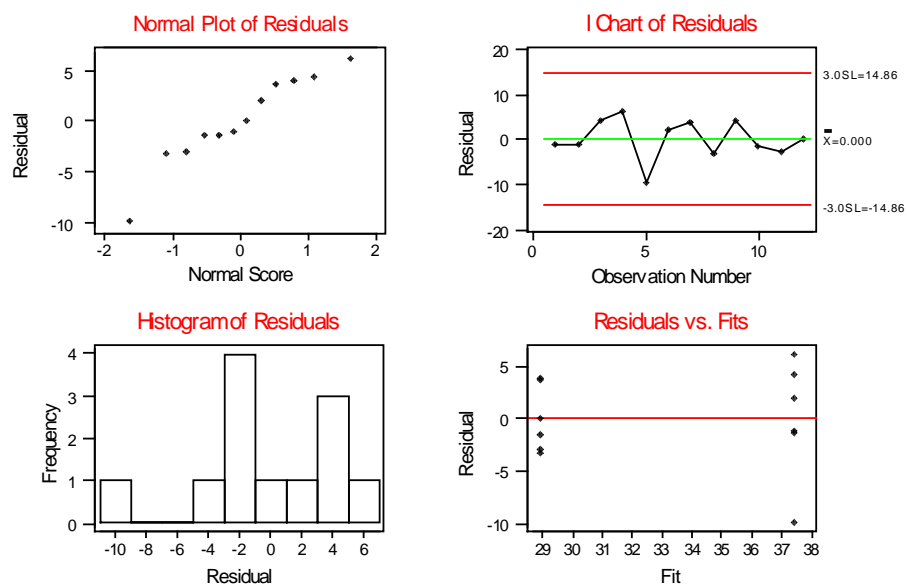 Normal Plot of Residuals
Residual
5
0
-5
-10
-2
-1
0
1
2
Normal Score
I Chart of Residuals
Residual
20
10
0
-10
-20
3.0SL=14.86
X=0.000
-3.0SL=-14.86
0
5
10
Observation Number
Histogram of Residuals
Frequency
4
3
2
1
0
-10 -8 -6 -4 -2 0 2 4 6
Residual
Residuals vs. Fits
Residual
5
0
-5
-10
29 30 31 32 33 34 35 36 37 38
Fit